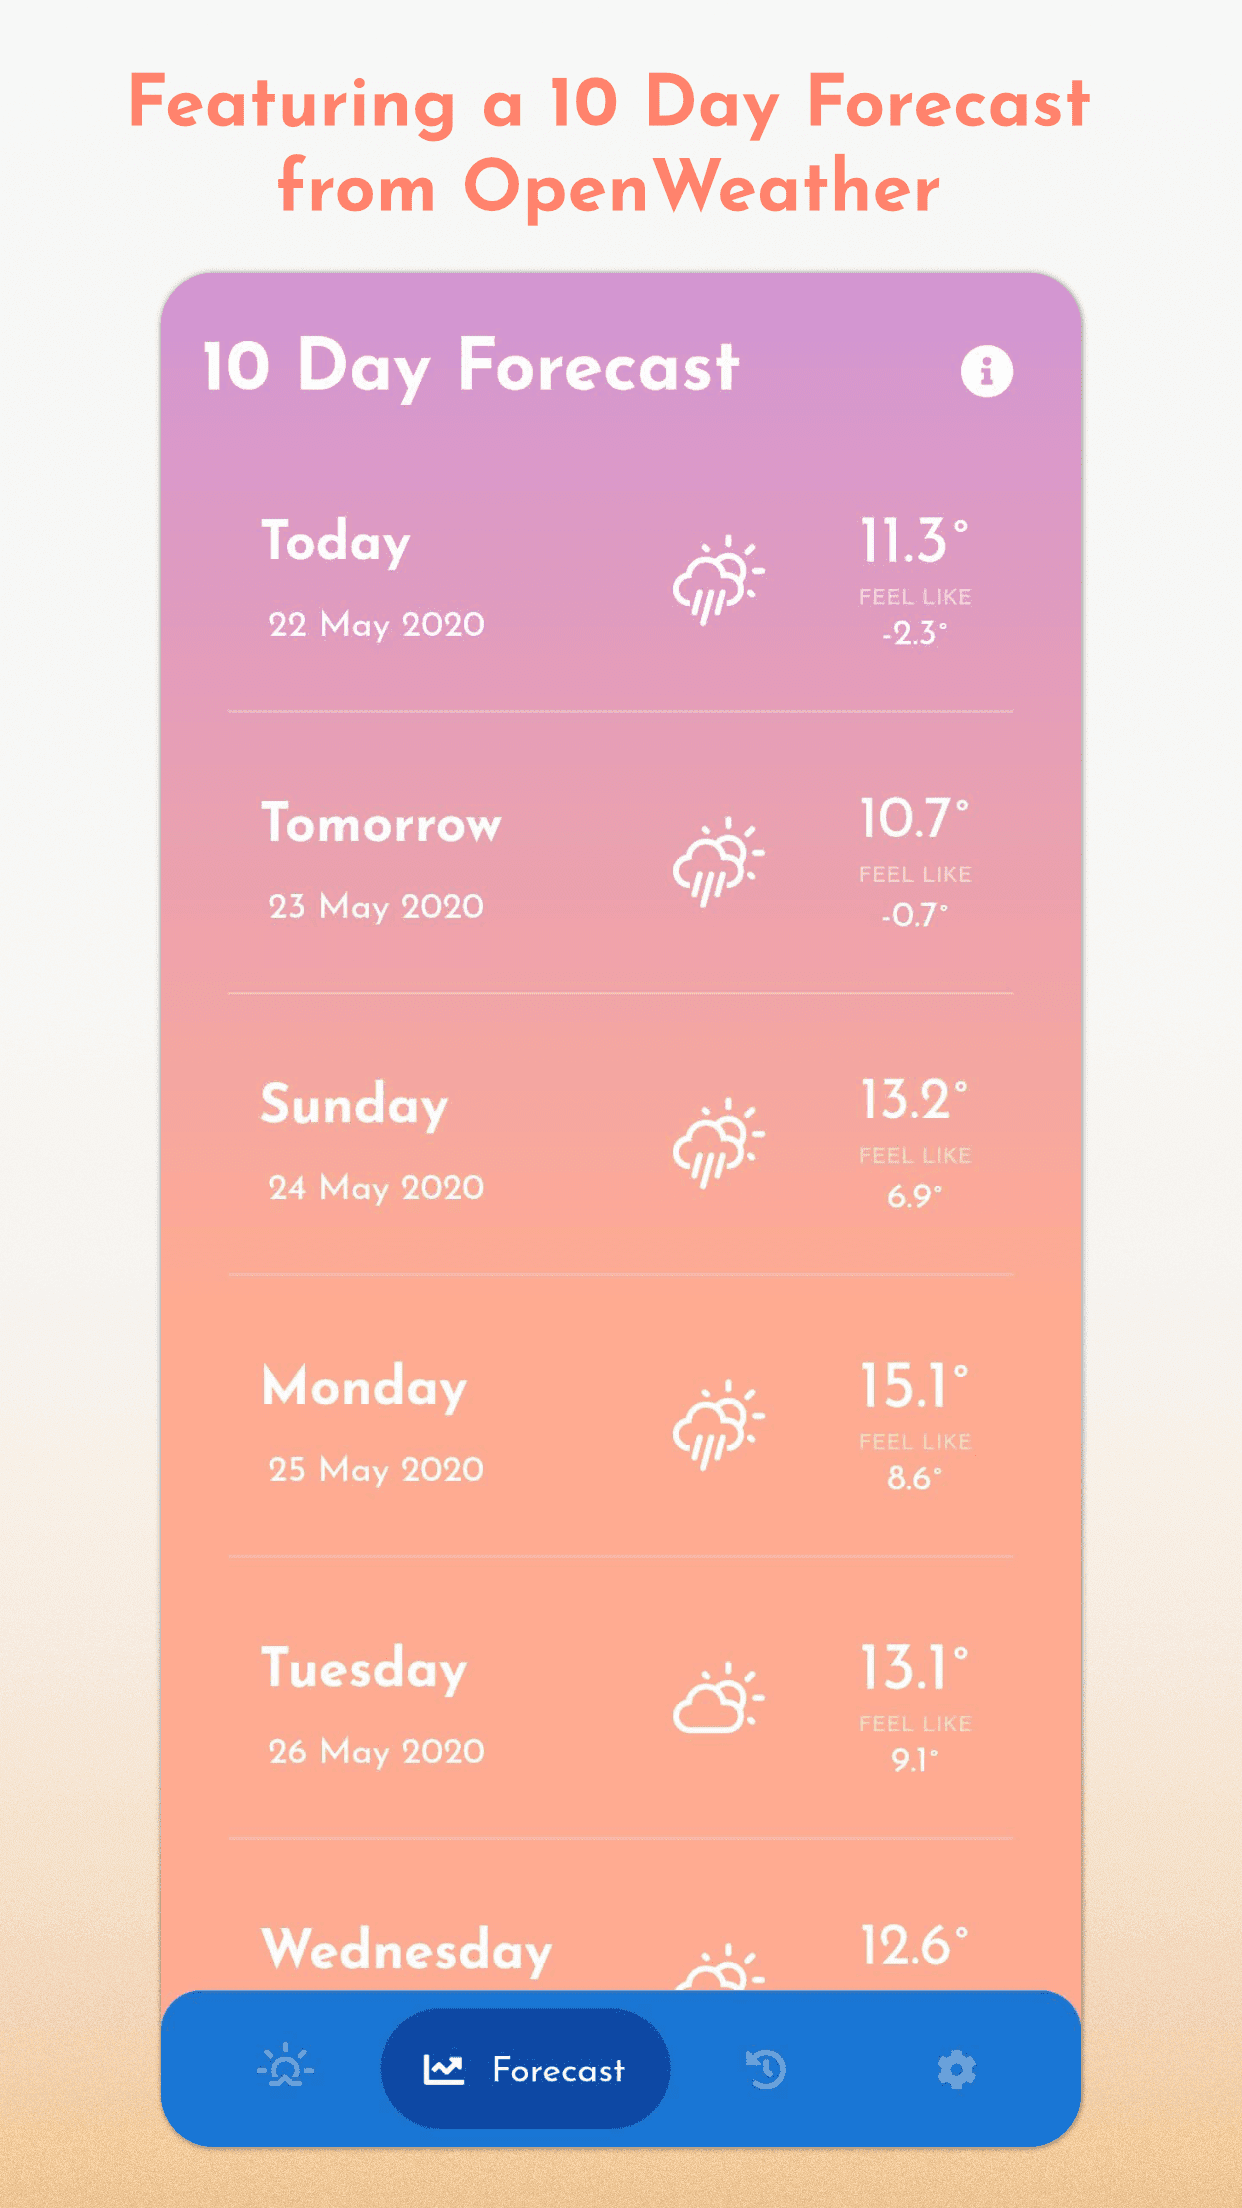 Featuring a 10 Day Forecast
from OpenWeather
10 Day Forecast
Today
11.3°
FEEL LIKE
22 May 2020
-2.3°
Tomorrow
10.7°
FEEL LIKE
23 May 2020
-0.7°
Sunday
13.2°
FEEL LIKE
24 May 2020
6.9°
Monday
15.1°
FEEL LIKE
25 May 2020
8.6°
Tuesday
13.1°
FEEL LIKE
26 May 2020
9.1°
Wednesday
12.6°
Forecast